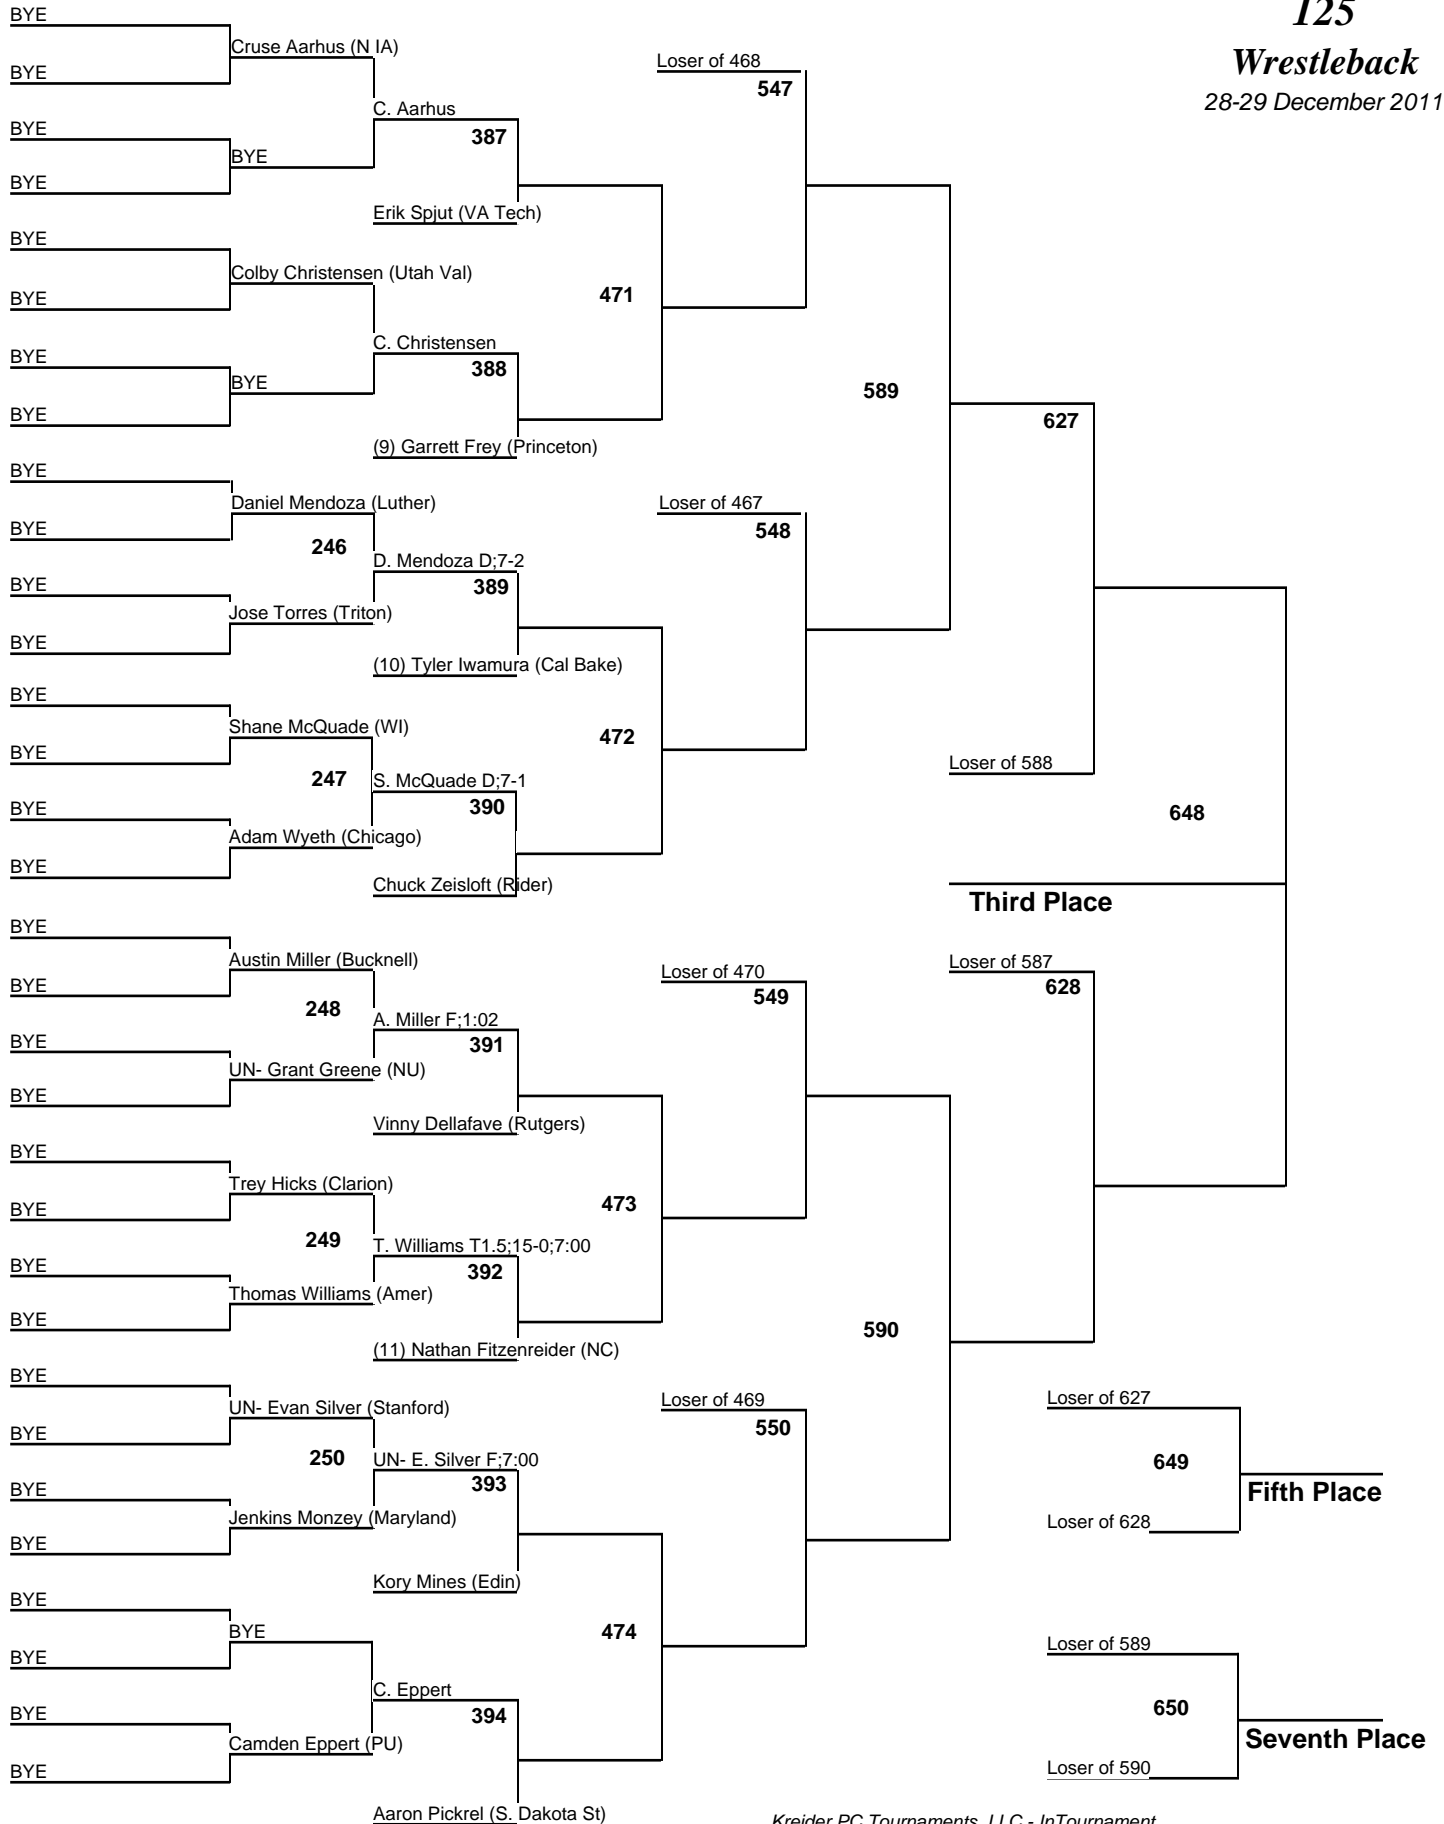 125
Wrestleback
28-29 December 2011
BYE
Cruse Aarhus (N IA)
BYE
C. Aarhus
387
BYE
BYE
BYE
Erik Spjut (VA Tech)
BYE
Colby Christensen (Utah Val)
BYE
C. Christensen
388
BYE
BYE
BYE
(9) Garrett Frey (Princeton)
471
Loser of 468
547
BYE
Daniel Mendoza (Luther)
BYE
246
D. Mendoza D;7-2
389
BYE
Jose Torres (Triton)
BYE
(10) Tyler Iwamura (Cal Bake)
BYE
Shane McQuade (WI)
BYE
247
S. McQuade D;7-1
390
BYE
Adam Wyeth (Chicago)
BYE
Chuck Zeisloft (Rider)
472
Loser of 467
548
589
627
Loser of 588
648
Third Place
BYE
Austin Miller (Bucknell)
BYE
248
A. Miller F;1:02
391
BYE
UN- Grant Greene (NU)
BYE
Vinny Dellafave (Rutgers)
BYE
Trey Hicks (Clarion)
BYE
249
T. Williams T1.5;15-0;7:00
392
BYE
Thomas Williams (Amer)
BYE
(11) Nathan Fitzenreider (NC)
473
Loser of 470
549
Loser of 587
628
590
BYE
UN- Evan Silver (Stanford)
BYE
250
UN- E. Silver F;7:00
393
BYE
Jenkins Monzey (Maryland)
BYE
Kory Mines (Edin)
BYE
BYE
BYE
C. Eppert
394
BYE
Camden Eppert (PU)
BYE
Aaron Pickrel (S. Dakota St)
474
Loser of 469
550
Loser of 627
649
Fifth Place
Loser of 628
Loser of 589
650
Seventh Place
Loser of 590
Kreider PC Tournaments, LLC - InTournament